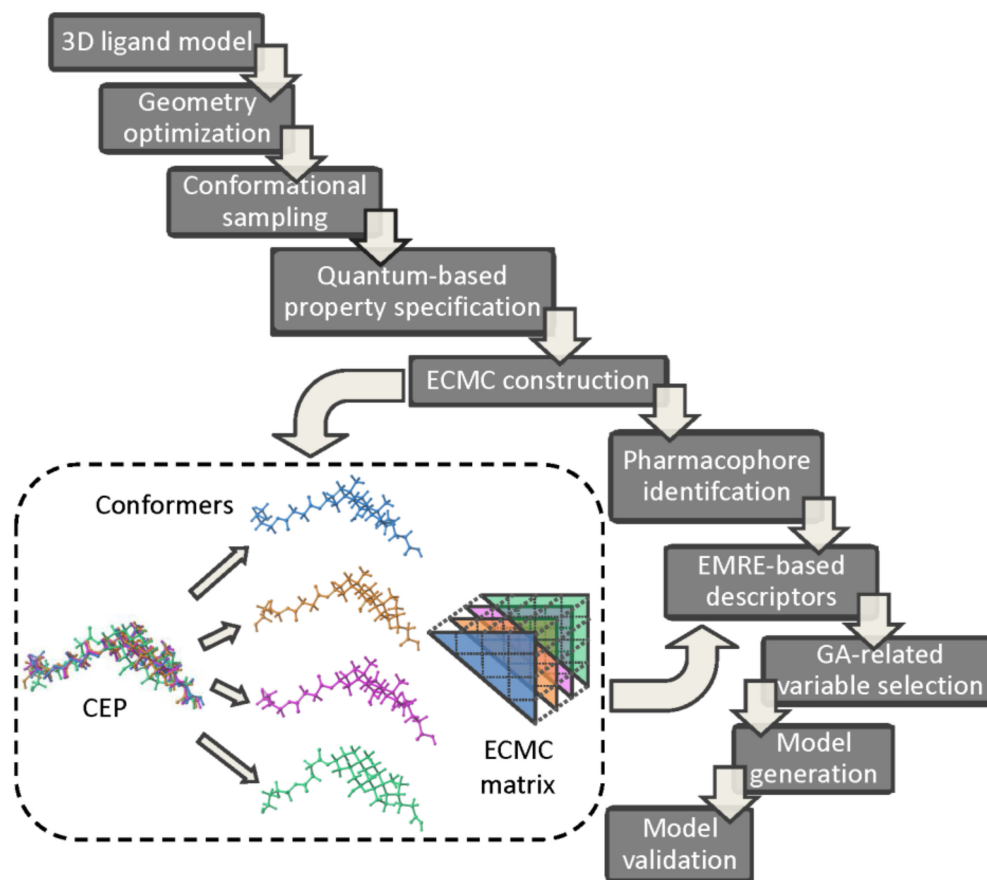 3D ligand model
Geometry
optimization
Conformational
sampling
Quantum-based
property specification
ECMC construction
Pharmacophore
identifcation
EMRE-based
descriptors
GA-related
variable selection
Model
generation
Model
validation
Conformers
CEP
ECMC
matrix